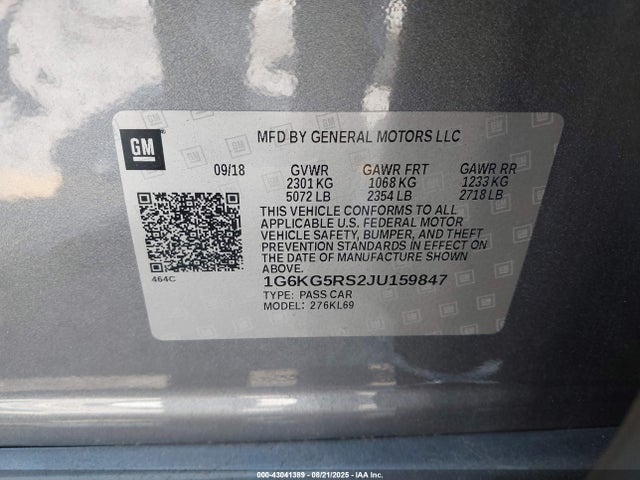 GM
MFD BY GENERAL MOTORS LLC
09/18 GVWR GAWR FRT GAWR RR
2301 KG 1068 KG 1233 KG
5072 LB 2354 LB 2718 LB
THIS VEHICLE CONFORMS TO ALL
APPLICABLE U.S. FEDERAL MOTOR
VEHICLE SAFETY, BUMPER, AND THEFT
PREVENTION STANDARDS IN EFFECT ON
THE DATE OF MANUFACTURE SHOWN
ABOVE.
464C
1G6KG5RS2JU159847
TYPE: PASS CAR
MODEL: 276KL69
000-43041389 - 08/21/2025 - IAA Inc.